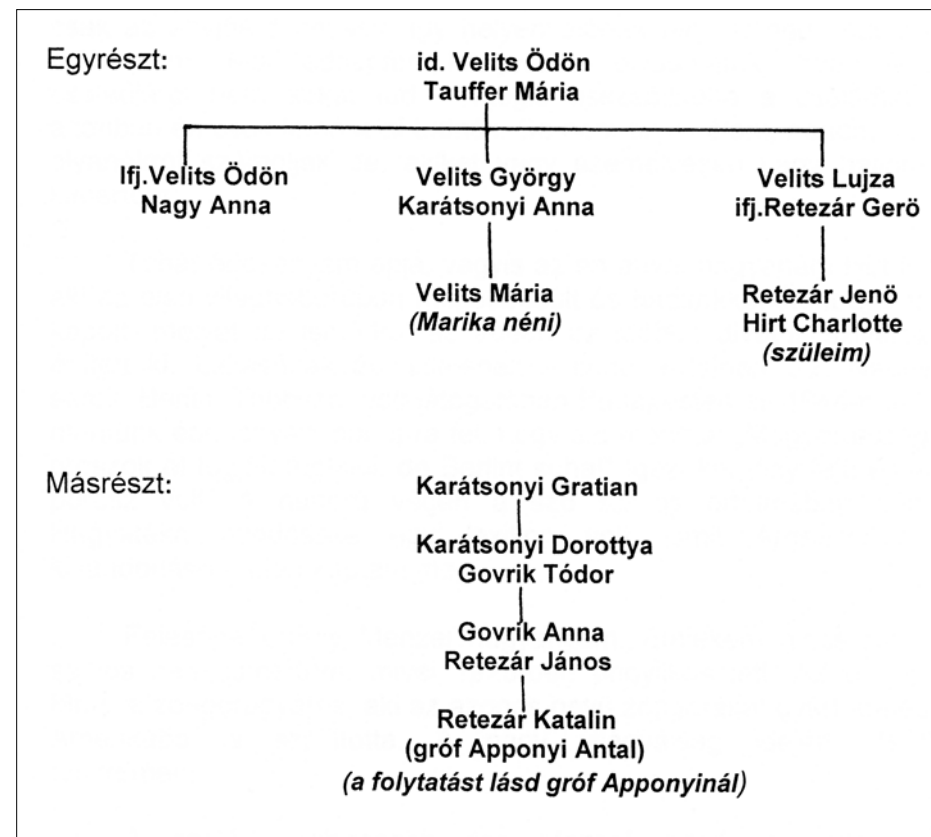 Egyrészt:
id. Velits Ödön
Tauffer Mária
Ifj.Velits Ödön
Nagy Anna
Velits György
Karátsonyi Anna
Velits Mária
(Marika néni)
Velits Lujza
ifj.Retezár Gerö
Retezár Jenö
Hirt Charlotte
(szüleim)
Másrészt:
Karátsonyi Gratian
Karátsonyi Dorottya
Govrik Tódor
Govrik Anna
Retezár János
Retezár Katalin
(gróf Apponyi Antal)
(a folytatást lásd gróf Apponyinál)